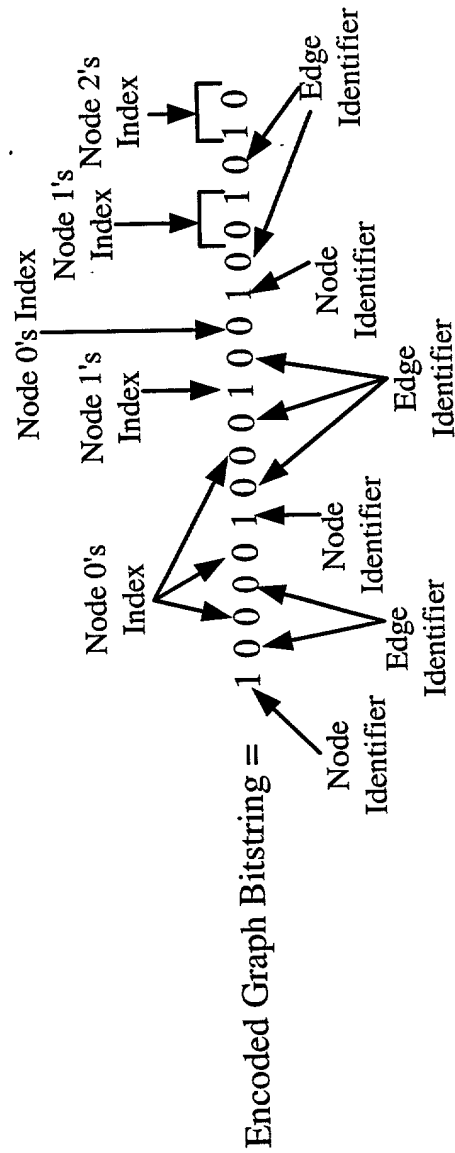 Node 0's Index
Node 0's
Index
Node 1's
Index
Node 1's
Index
Node 2's
Index
Encoded Graph Bitstring = 1 0 0 0 0 1 0 0 0 1 0 0 1 0 0 1 0 1 0
Node
Identifier
Edge
Identifier
Node
Identifier
Edge
Identifier
Node
Identifier
Edge
Identifier